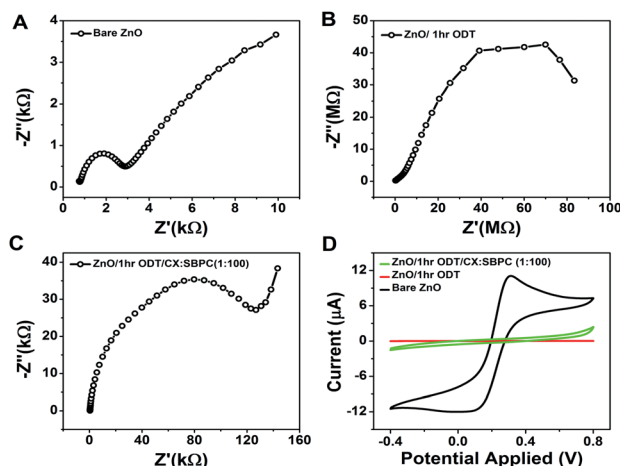 A
Bare ZnO
-Z"(kΩ)
4
3
2
1
0
0 2 4 6 8 10
Z'(kΩ)
B
ZnO/ 1hr ODT
-Z"(MΩ)
50
40
30
20
10
0
0 20 40 60 80 100
Z'(MΩ)
C
ZnO/1hr ODT/CX:SBPC(1:100)
-Z"(kΩ)
40
30
20
10
0
0 40 80 120 160
Z'(kΩ)
D
ZnO/1hr ODT/CX:SBPC (1:100)
ZnO/1hr ODT
Bare ZnO
Current (µA)
12
6
0
-6
-12
-0.4 0.0 0.4 0.8
Potential Applied (V)